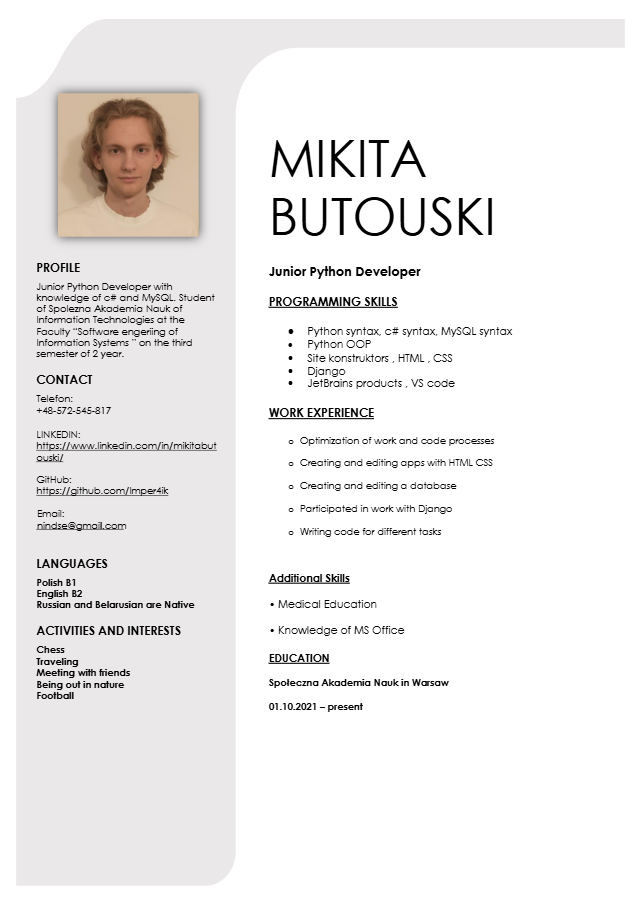 MIKITA
BUTOUSKI
Junior Python Developer
PROGRAMMING SKILLS
● Python syntax, c# syntax, MySQL syntax
● Python OOP
● Site konstruktors , HTML , CSS
● Django
● JetBrains products , VS code
WORK EXPERIENCE
o Optimization of work and code processes
o Creating and editing apps with HTML CSS
o Creating and editing a database
o Participated in work with Django
o Writing code for different tasks
Additional Skills
• Medical Education
• Knowledge of MS Office
EDUCATION
Społeczna Akademia Nauk in Warsaw
01.10.2021 – present
PROFILE
Junior Python Developer with
knowledge of c# and MySQL. Student
of Spolezna Akademia Nauk of
Information Technologies at the
Faculty "Software engering of
Information Systems " on the third
semester of 2 year.
CONTACT
Telefon:
+48-572-545-817
LINKEDIN:
https://www.linkedin.com/in/mikitabut
ouski/
GitHub:
https://github.com/Imper4ik
Email:
nindse@gmail.com
LANGUAGES
Polish B1
English B2
Russian and Belarusian are Native
ACTIVITIES AND INTERESTS
Chess
Traveling
Meeting with friends
Being out in nature
Football